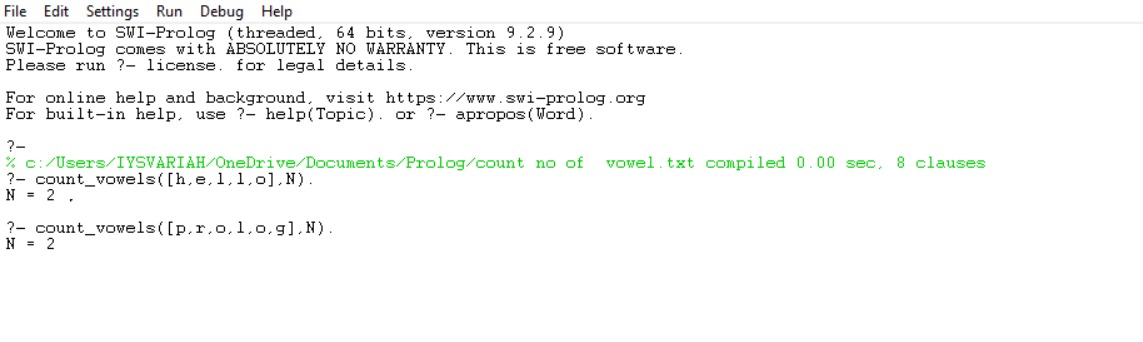 File Edit Settings Run Debug Help
Welcome to SWI-Prolog (threaded, 64 bits, version 9.2.9)
SWI-Prolog comes with ABSOLUTELY NO WARRANTY. This is free software.
Please run ?- license. for legal details.
For online help and background, visit https://www.swi-prolog.org
For built-in help, use ?- help(Topic). or ?- apropos(Word).
?-
% c:/Users/IYSVARIAH/OneDrive/Documents/Prolog/count no of  vowel.txt compiled 0.00 sec, 8 clauses
?- count_vowels([h,e,l,l,o],N).
N = 2 .
?- count_vowels([p,r,o,l,o,g],N).
N = 2